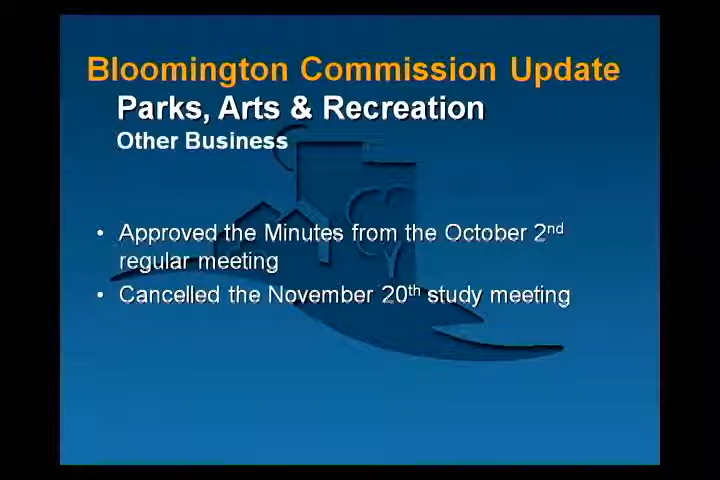 Bloomington Commission Update
Parks, Arts & Recreation
Other Business
• Approved the Minutes from the October 2nd
regular meeting
• Cancelled the November 20th study meeting